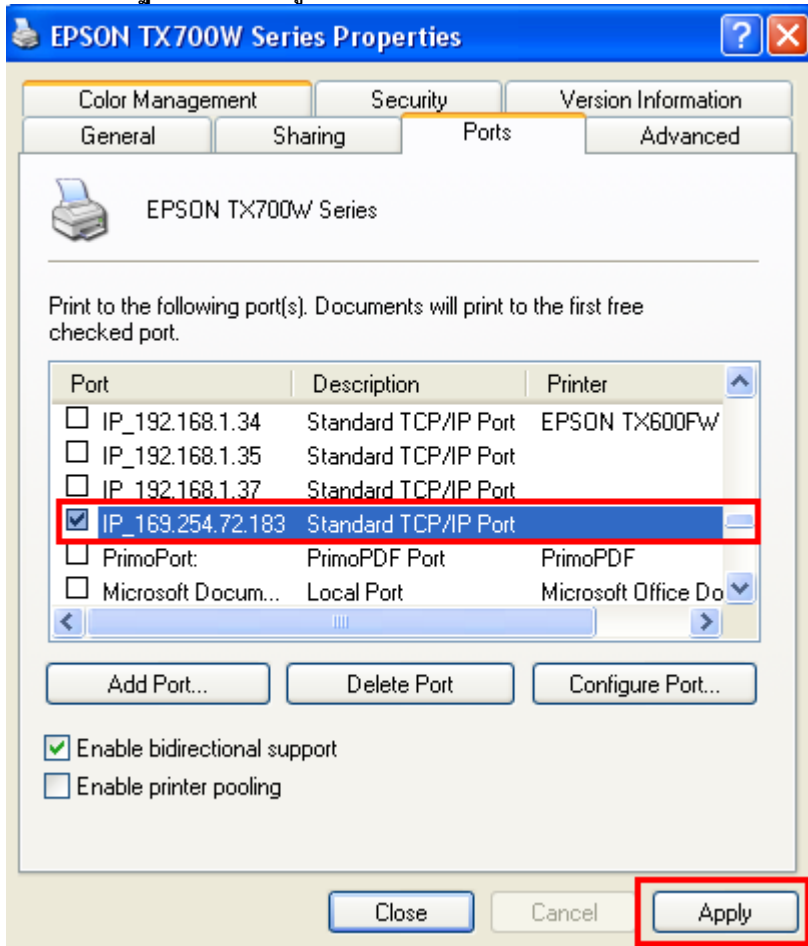 EPSON TX700W Series Properties
Color Management Security Version Information
General Sharing Ports Advanced
EPSON TX700W Series
Print to the following port(s). Documents will print to the first free
checked port.
Port Description Printer
IP_192.168.1.34 Standard TCP/IP Port EPSON TX600FW
IP_192.168.1.35 Standard TCP/IP Port
IP_192.168.1.37 Standard TCP/IP Port
IP_169.254.72.183 Standard TCP/IP Port
PrimoPort: PrimoPDF Port PrimoPDF
Microsoft Docum... Local Port Microsoft Office Do
Add Port... Delete Port Configure Port...
Enable bidirectional support
Enable printer pooling
Close Cancel Apply